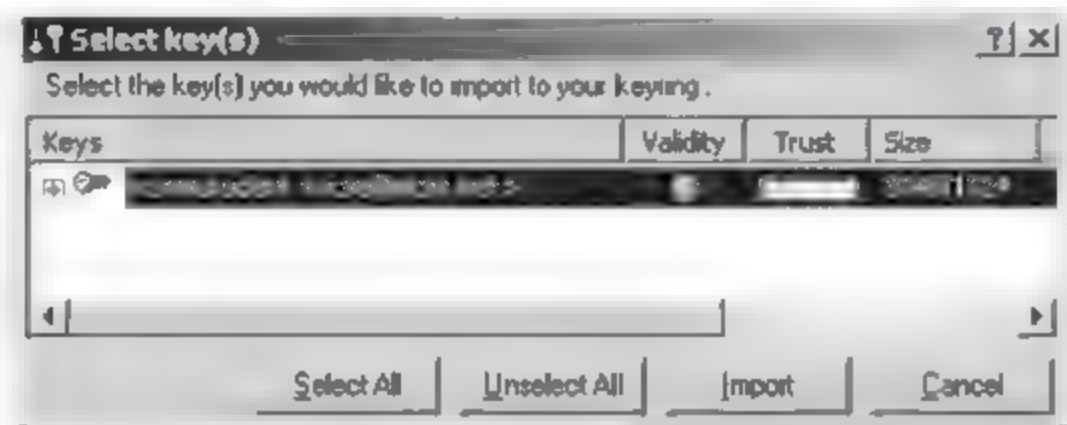 Select key(s)
Select the key(s) you would like to import to your keyring .
Keys Validity Trust Size
Select All Unselect All Import Cancel